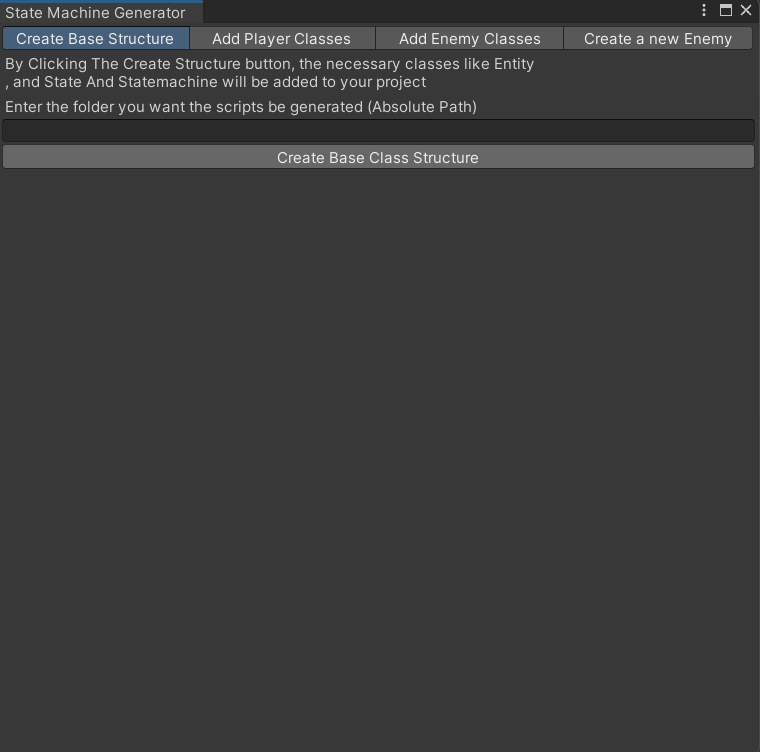 State Machine Generator
Create Base Structure
Add Player Classes
Add Enemy Classes
Create a new Enemy
By Clicking The Create Structure button, the necessary classes like Entity
, and State And Statemachine will be added to your project
Enter the folder you want the scripts be generated (Absolute Path)
Create Base Class Structure